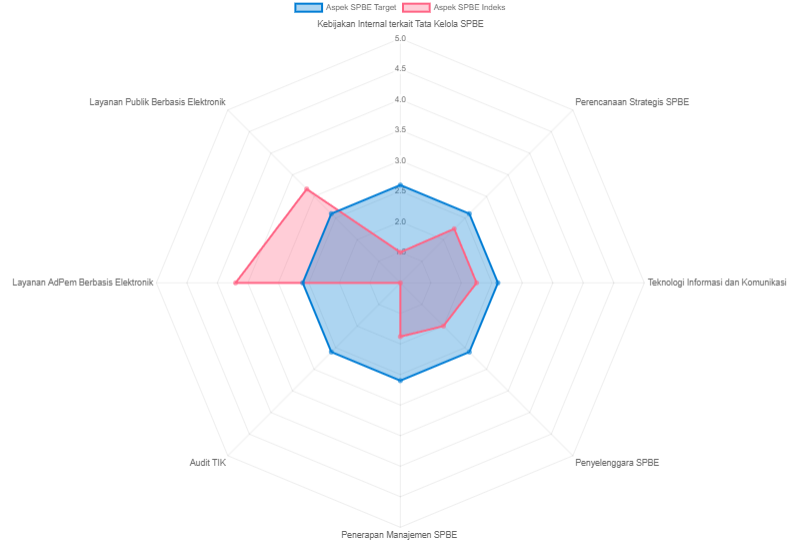 Aspek SPBE Target Aspek SPBE Indeks
Kebijakan Internal terkait Tata Kelola SPBE
5.0
4.5
Layanan Publik Berbasis Elektronik
Perencanaan Strategis SPBE
4.0
3.5
3.0
2.5
2.0
1.5
Layanan AdPem Berbasis Elektronik
Teknologi Informasi dan Komunikasi
Audit TIK
Penyelenggara SPBE
Penerapan Manajemen SPBE